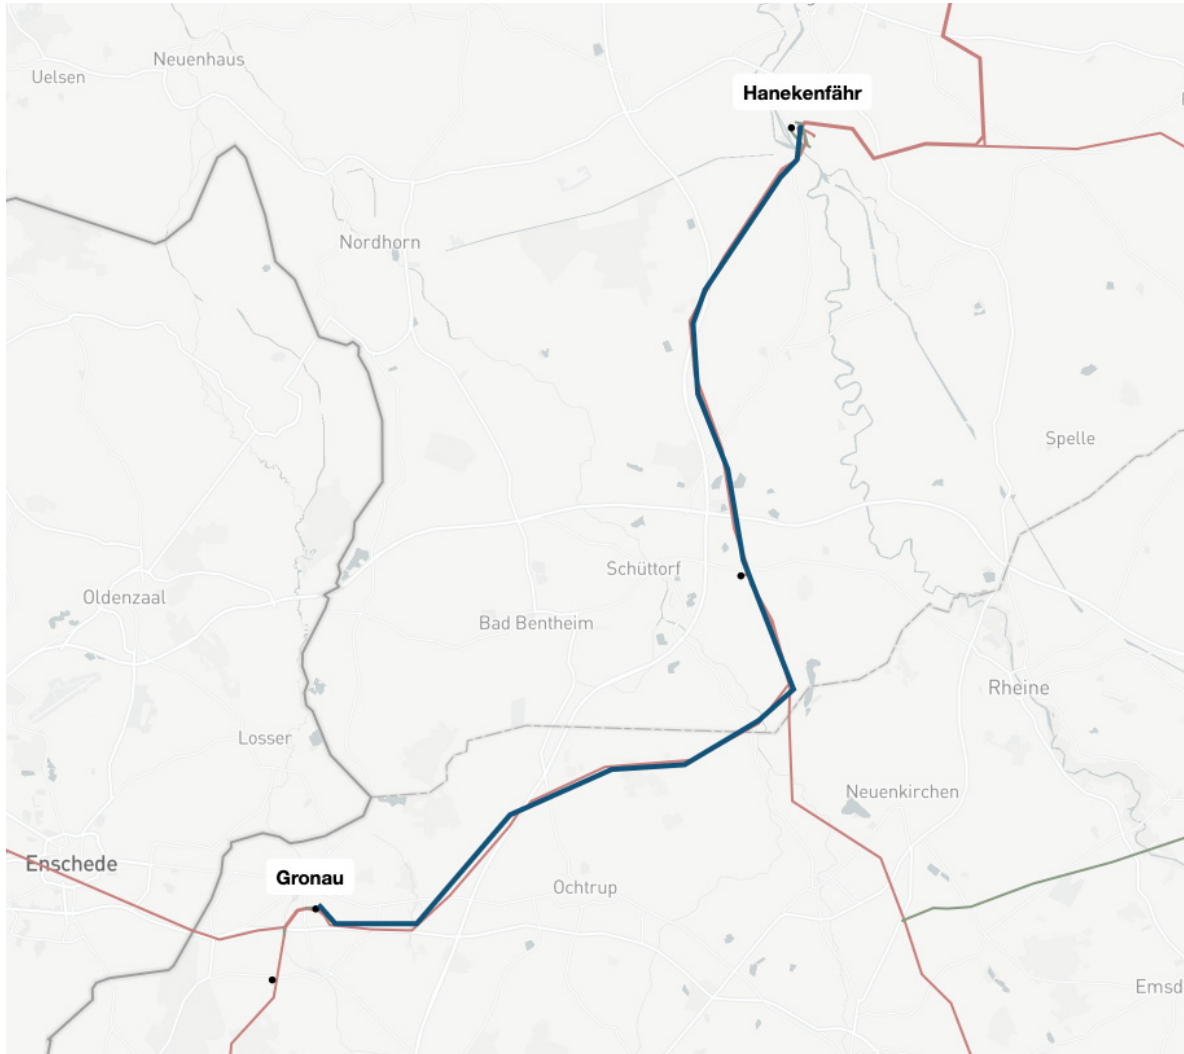 Neuenhaus
Uelsen
Hanekenfähr
Nordhorn
Spelle
Schüttorf
Oldenzaal
Bad Bentheim
Rheine
Losser
Neuenkirchen
Enschede
Gronau
Ochtrup
Emsd